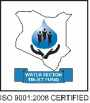 WATER SECTOR
TRUST FUND
ISO 9001:2008 CERTIFIED